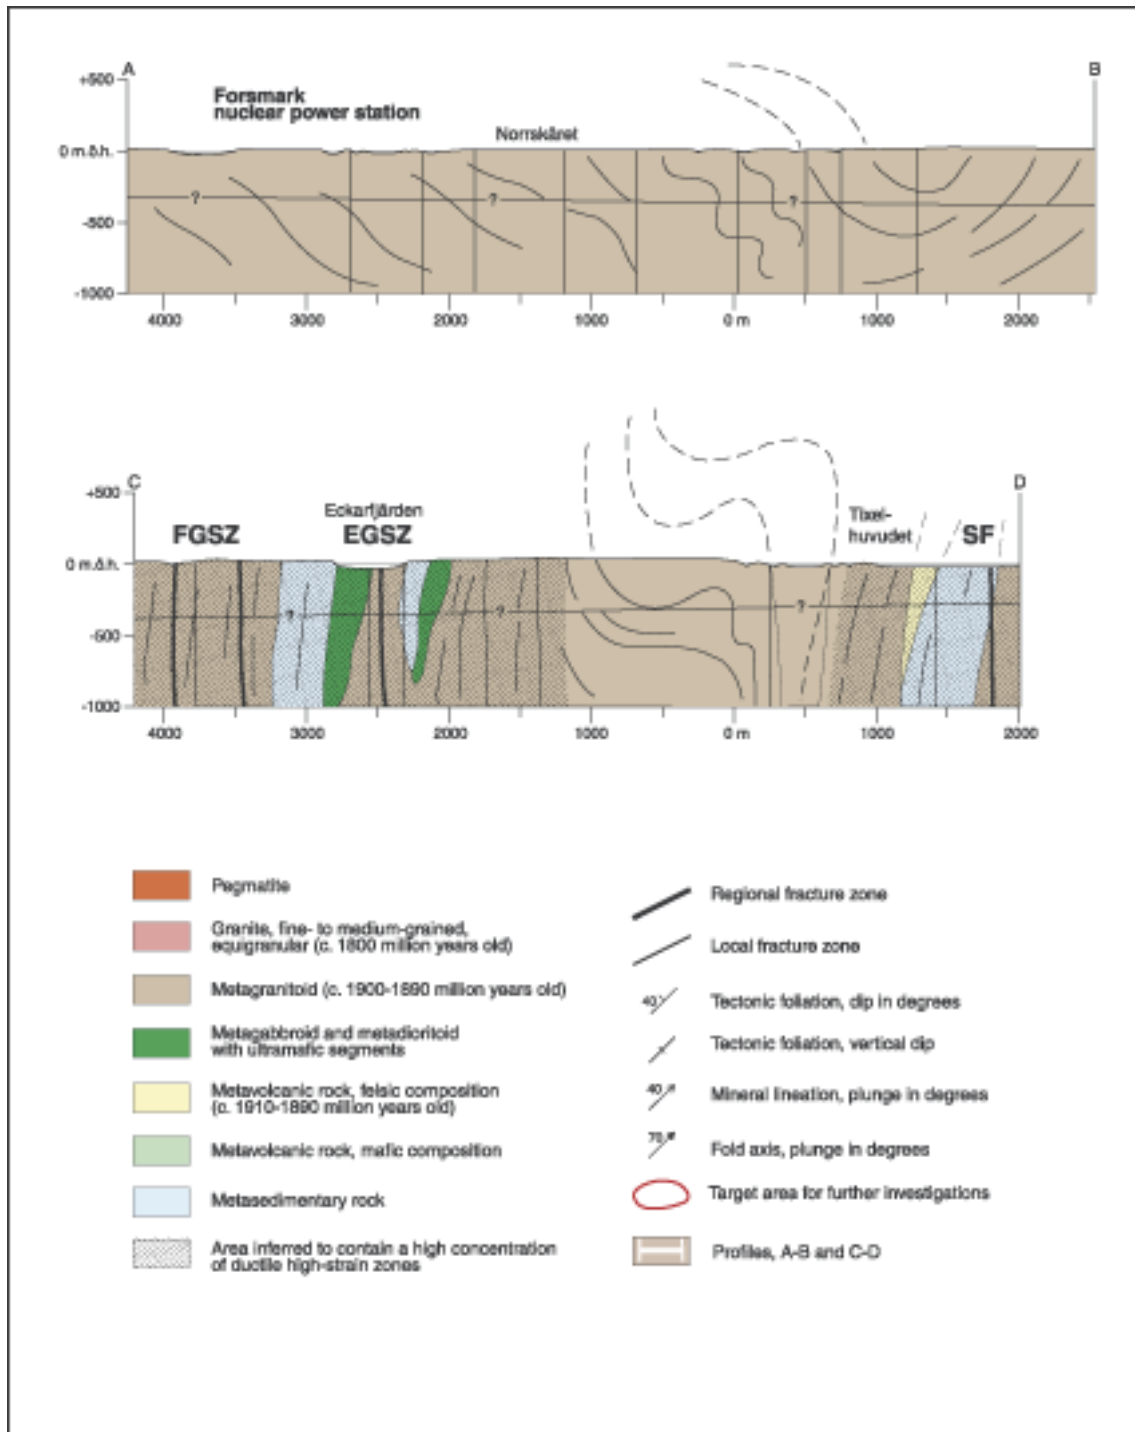 A
B
+500
Forsmark
nuclear power station
Norrskäret
0 m.ö.h.
?
?
?
-500
-1000
4000 3000 2000 1000 0 m 1000 2000
C
D
+500
Eckarfjärden
FGSZ
EGSZ
Tixel-
huvudet
SF
0 m.ö.h.
?
?
?
-500
-1000
4000 3000 2000 1000 0 m 1000 2000
Pegmatite
Granite, fine- to medium-grained,
equigranular (c. 1800 million years old)
Metagranitoid (c. 1900-1890 million years old)
Metagabbroid and metadioritoid
with ultramafic segments
Metavolcanic rock, felsic composition
(c. 1910-1890 million years old)
Metavolcanic rock, mafic composition
Metasedimentary rock
Area inferred to contain a high concentration
of ductile high-strain zones
Regional fracture zone
Local fracture zone
40
Tectonic foliation, dip in degrees
Tectonic foliation, vertical dip
40
Mineral lineation, plunge in degrees
70
Fold axis, plunge in degrees
Target area for further investigations
Profiles, A-B and C-D